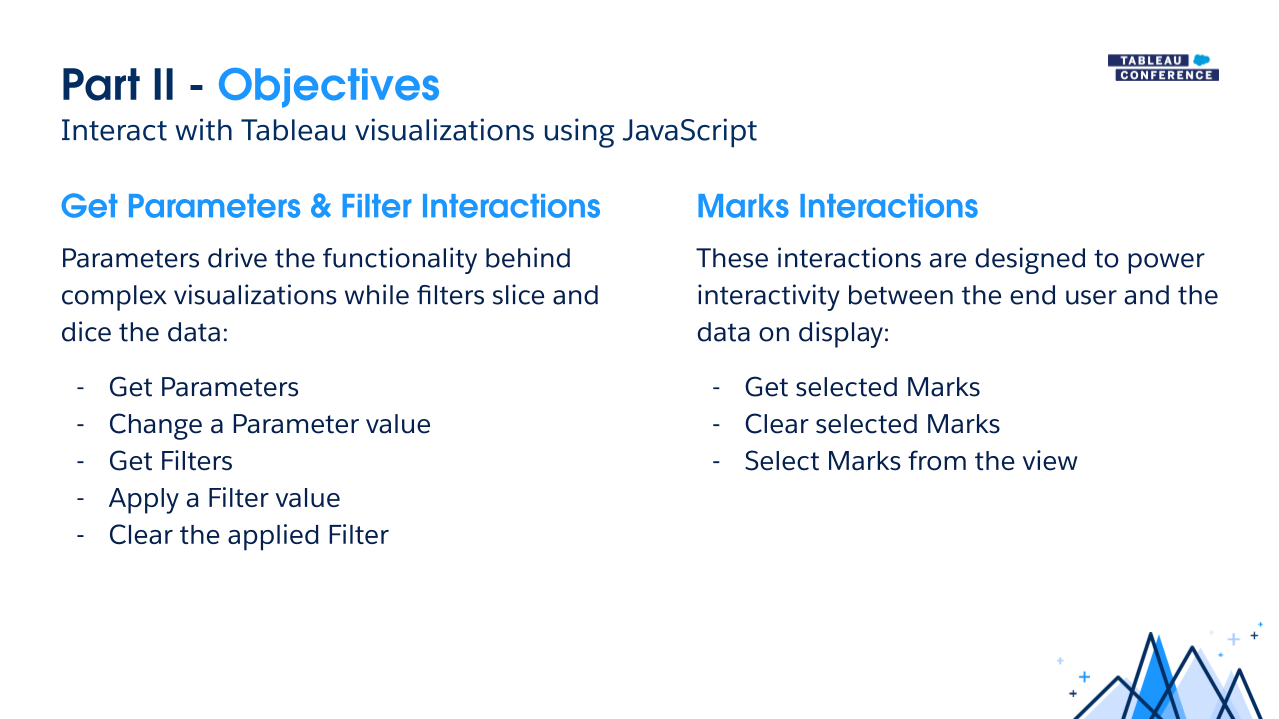 Part II - Objectives
TABLEAU
CONFERENCE
Interact with Tableau visualizations using JavaScript
Get Parameters & Filter Interactions
Parameters drive the functionality behind
complex visualizations while filters slice and
dice the data:
- Get Parameters
- Change a Parameter value
- Get Filters
- Apply a Filter value
- Clear the applied Filter
Marks Interactions
These interactions are designed to power
interactivity between the end user and the
data on display:
- Get selected Marks
- Clear selected Marks
- Select Marks from the view